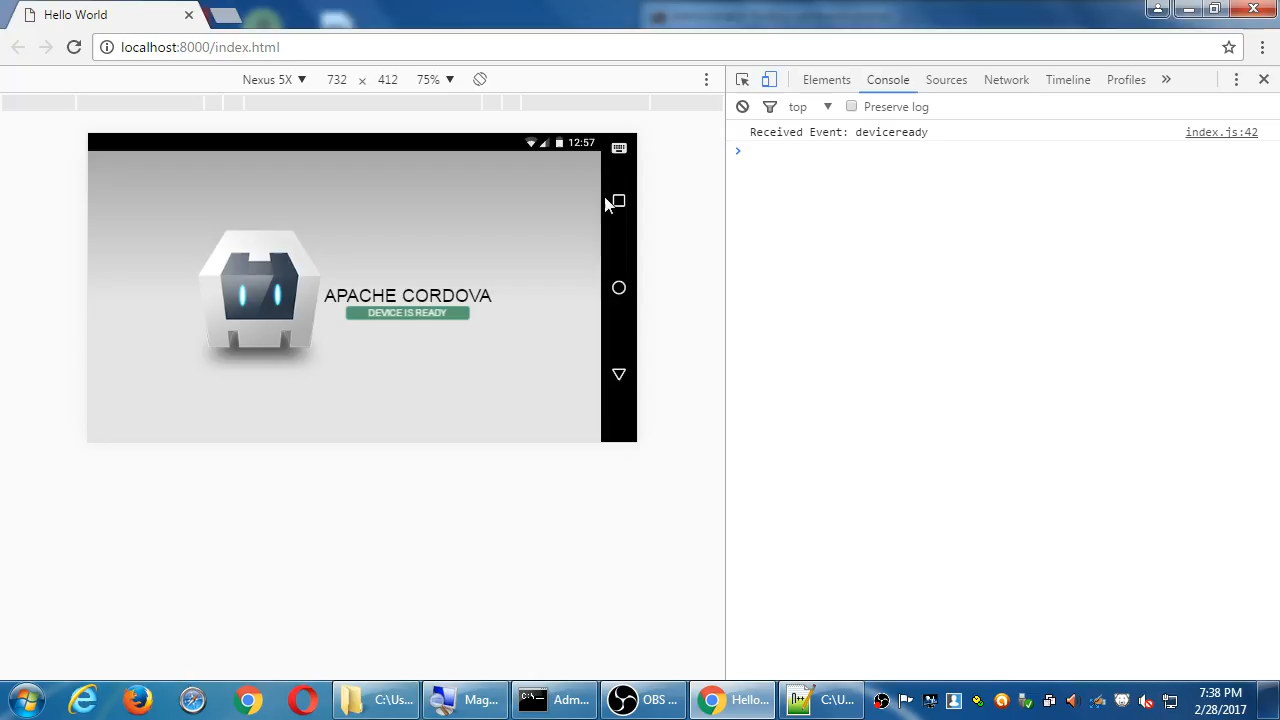 Hello World
localhost:8000/index.html
Nexus 5X
732 × 412
75%
Elements
Console
Sources
Network
Timeline
Profiles
»
top
Preserve log
Received Event: deviceready
index.js:42
12:57
APACHE CORDOVA
DEVICE IS READY
C:\Us...
Mag...
Adm...
OBS ...
Hello...
C:\U...
7:38 PM
2/28/2017